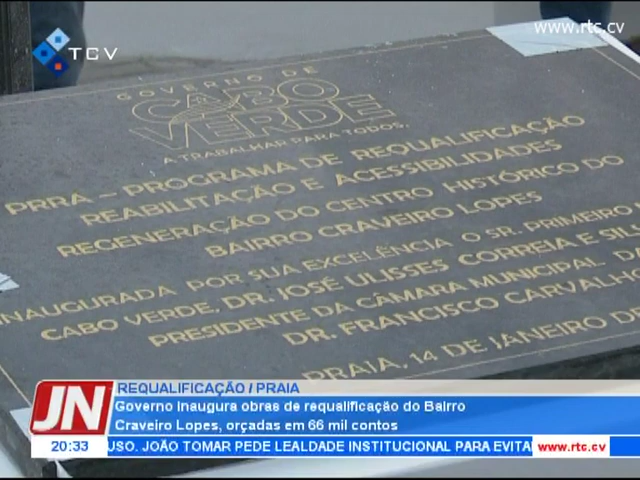 www.rtc.cv
TCV
GOVERNO DE
CABO
VERDE
A TRABALHAR PARA TODOS.
PRRA – PROGRAMA DE REQUALIFICAÇÃO
REABILITAÇÃO E ACESSIBILIDADES
REGENERAÇÃO DO CENTRO HISTÓRICO DO
BAIRRO CRAVEIRO LOPES
INAUGURADA POR SUA EXCELÊNCIA O SR. PRIMEIRO
CABO VERDE, DR. JOSÉ ULISSES CORREIA E
PRESIDENTE DA CÂMARA MUNICIPAL
DR. FRANCISCO CARVALHO
PRAIA, 14 DE JANEIRO DE
JN
REQUALIFICAÇÃO / PRAIA
Governo inaugura obras de requalificação do Bairro
Craveiro Lopes, orçadas em 66 mil contos
20:33
USO. JOÃO TOMAR PEDE LEALDADE INSTITUCIONAL PARA EVITA
www.rtc.cv